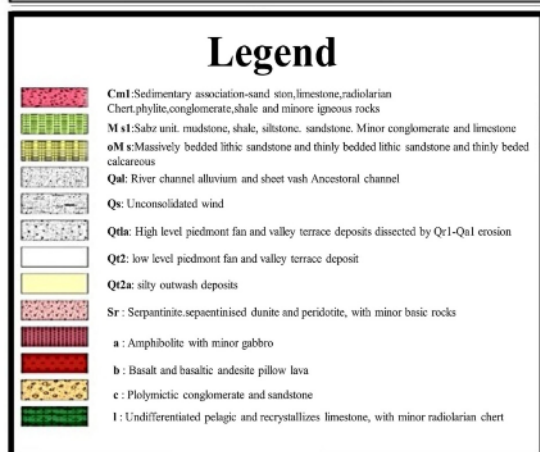 Legend
Cm1:Sedimentary association-sand ston,limestone,radiolarian
Chert.phylite,conglomerate,shale and minore igneous rocks
M s1:Sabz unit. mudstone, shale, siltstone. sandstone. Minor conglomerate and limestone
oM s:Massively bedded lithic sandstone and thinly bedded lithic sandstone and thinly beded
calcareous
Qal: River channel alluvium and sheet vash Ancestoral channel
Qs: Unconsolidated wind
Qtla: High level piedmont fan and valley terrace deposits dissected by Qr1-Qa1 erosion
Qt2: low level piedmont fan and valley terrace deposit
Qt2a: silty outwash deposits
Sr : Serpantinite.sepaentinised dunite and peridotite, with minor basic rocks
a : Amphibolite with minor gabbro
b : Basalt and basaltic andesite pillow lava
c : Plolymictic conglomerate and sandstone
l : Undifferentiated pelagic and recrystallizes limestone, with minor radiolarian chert